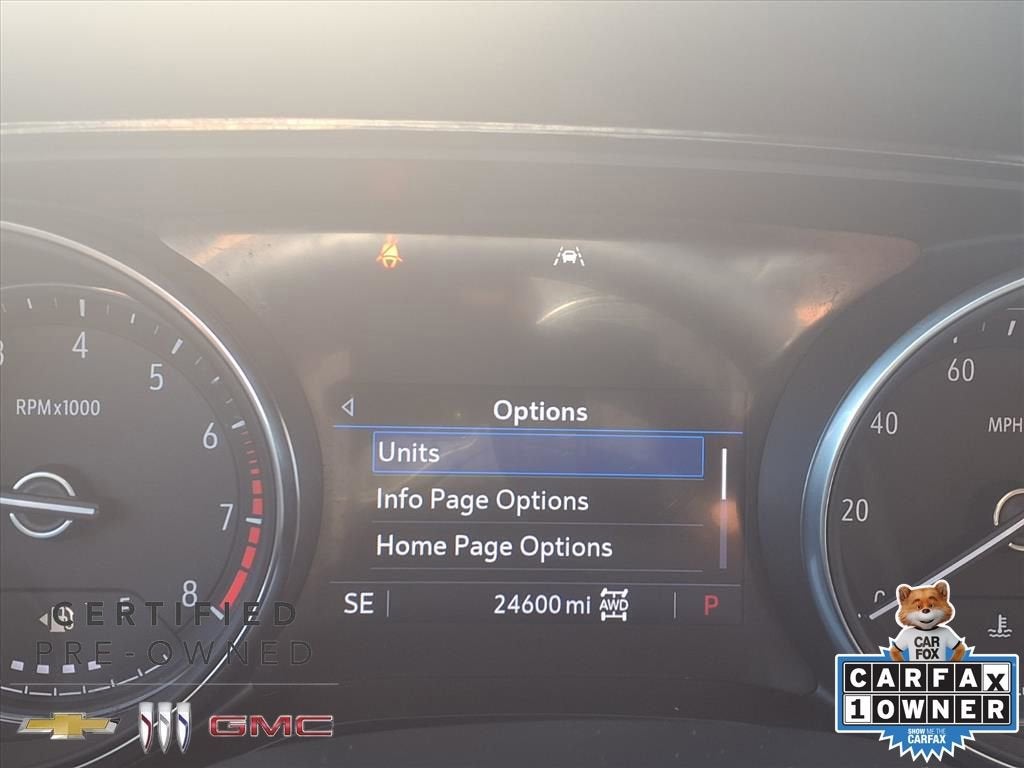 4
5
6
7
8
RPMx1000
Options
Units
Info Page Options
Home Page Options
SE
24600 mi
AWD
P
60
40
20
MPH
CERTIFIED
PRE-OWNED
GMC
CAR
FOX
CARFAX
1 OWNER
SHOW ME THE
CARFAX